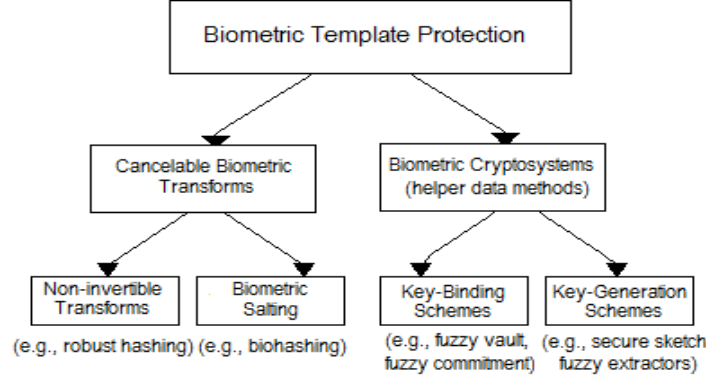 Biometric Template Protection
Cancelable Biometric
Transforms
Biometric Cryptosystems
(helper data methods)
Non-invertible
Transforms
Biometric
Salting
Key-Binding
Schemes
Key-Generation
Schemes
(e.g., robust hashing)
(e.g., biohashing)
(e.g., fuzzy vault,
fuzzy commitment)
(e.g., secure sketch
fuzzy extractors)